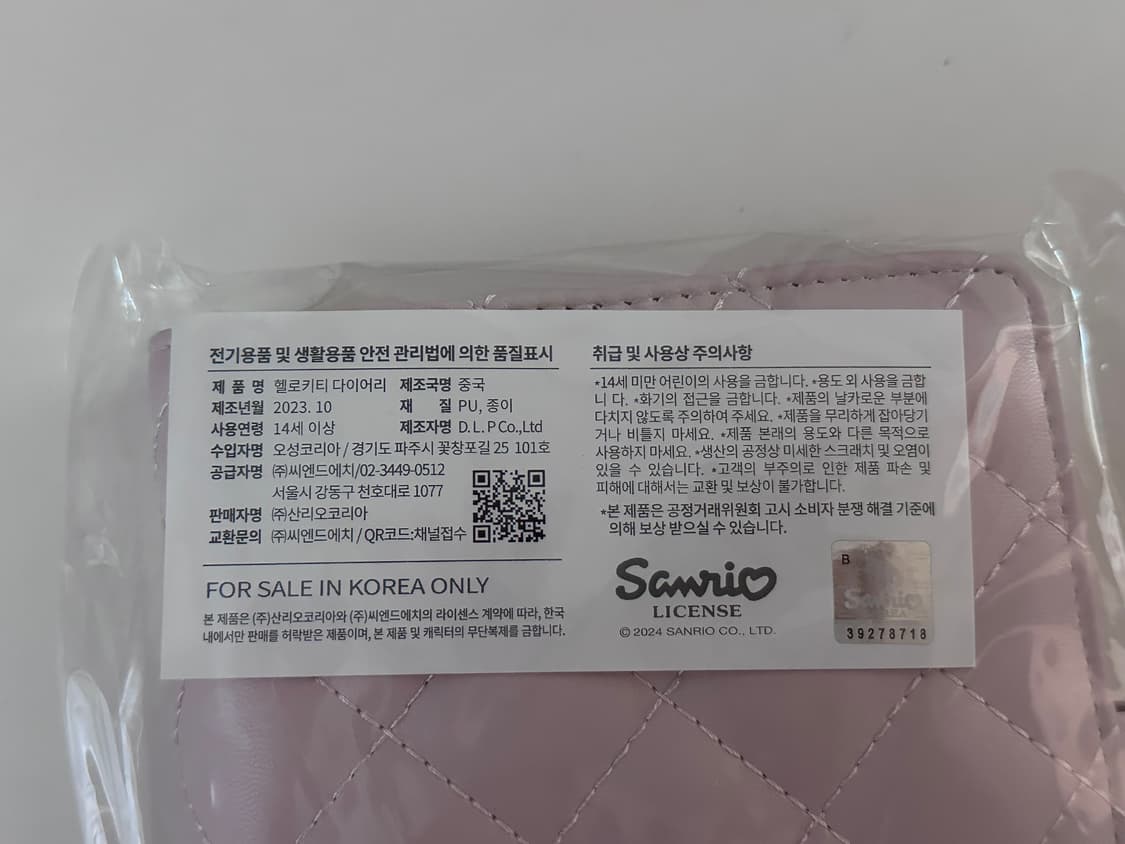 전기용품 및 생활용품 안전 관리법에 의한 품질표시
제 품 명 헬로키티 다이어리 제조국명 중국
제조년월 2023. 10 재 질 PU, 종이
사용연령 14세 이상 제조자명 D.L.P Co.,Ltd
수입자명 오성코리아 / 경기도 파주시 꽃창포길 25 101호
공급자명 ㈜씨엔드에치/02-3449-0512
서울시 강동구 천호대로 1077
판매자명 ㈜산리오코리아
교환문의 ㈜씨엔드에치 / QR코드:채널접수
FOR SALE IN KOREA ONLY
본 제품은 (주)산리오코리아와 (주)씨엔드에치의 라이센스 계약에 따라, 한국
내에서만 판매를 허락받은 제품이며, 본 제품 및 캐릭터의 무단복제를 금합니다.
취급 및 사용상 주의사항
*14세 미만 어린이의 사용을 금합니다. *용도 외 사용을 금합
니 다. *화기의 접근을 금합니다. *제품의 날카로운 부분에
다치지 않도록 주의하여 주세요. *제품을 무리하게 잡아당기
거나 비틀지 마세요. *제품 본래의 용도와 다른 목적으로
사용하지 마세요. *생산의 공정상 미세한 스크래치 및 오염이
있을 수 있습니다. *고객의 부주의로 인한 제품 파손 및
피해에 대해서는 교환 및 보상이 불가합니다.
*본 제품은 공정거래위원회 고시 소비자 분쟁 해결 기준에
의해 보상 받으실 수 있습니다.
Sanrio
LICENSE
© 2024 SANRIO CO., LTD.
B
Sanrio
KOREA
39278718